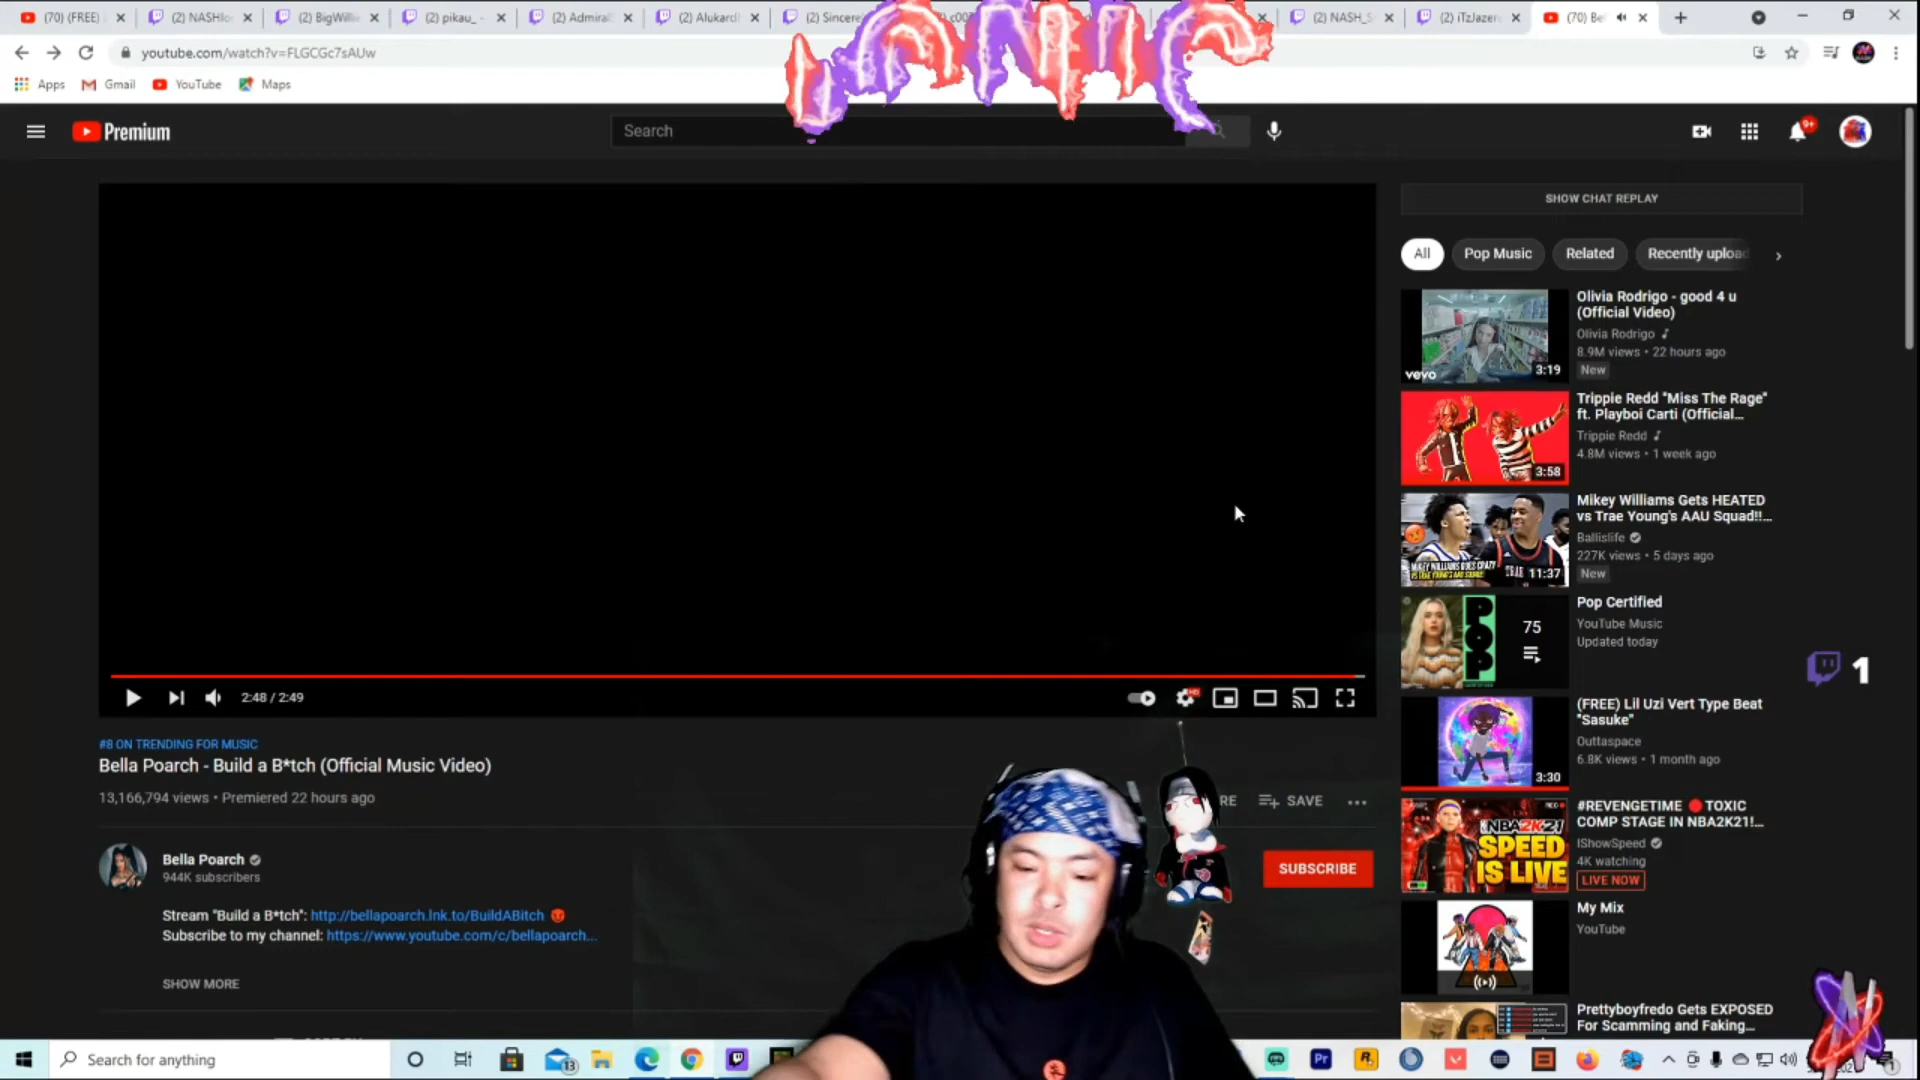 (70) (FREE)
(2) NASHlo
(2) BigWillie
(2) pikau_ -
(2) Admiral
(2) Alukard
(2) Sincere
(2) NASH_S
(2) iTzJazer
(70) Be
youtube.com/watch?v=FLGCGc7sAUw
Apps
Gmail
YouTube
Maps
Premium
Search
9+
SHOW CHAT REPLAY
All
Pop Music
Related
Recently upload
Olivia Rodrigo - good 4 u
(Official Video)
Olivia Rodrigo
8.9M views • 22 hours ago
New
vevo
3:19
Trippie Redd "Miss The Rage"
ft. Playboi Carti (Official...
Trippie Redd
4.8M views • 1 week ago
3:58
Mikey Williams Gets HEATED
vs Trae Young's AAU Squad!!...
Ballislife
227K views • 5 days ago
New
11:37
Pop Certified
YouTube Music
Updated today
POP
75
1
(FREE) Lil Uzi Vert Type Beat
"Sasuke"
Outtaspace
6.8K views • 1 month ago
3:30
#REVENGETIME 🔴TOXIC
COMP STAGE IN NBA2K21!...
IShowSpeed
4K watching
LIVE NOW
NBA2K21
SPEED
IS LIVE
My Mix
YouTube
Prettyboyfredo Gets EXPOSED
For Scamming and Faking...
2:48 / 2:49
HD
#8 ON TRENDING FOR MUSIC
Bella Poarch - Build a B*tch (Official Music Video)
13,166,794 views • Premiered 22 hours ago
RE
SAVE
Bella Poarch
944K subscribers
SUBSCRIBE
Stream "Build a B*tch": http://bellapoarch.lnk.to/BuildABitch 😡
Subscribe to my channel: https://www.youtube.com/c/bellapoarch...
SHOW MORE
Search for anything
13
Pr
R